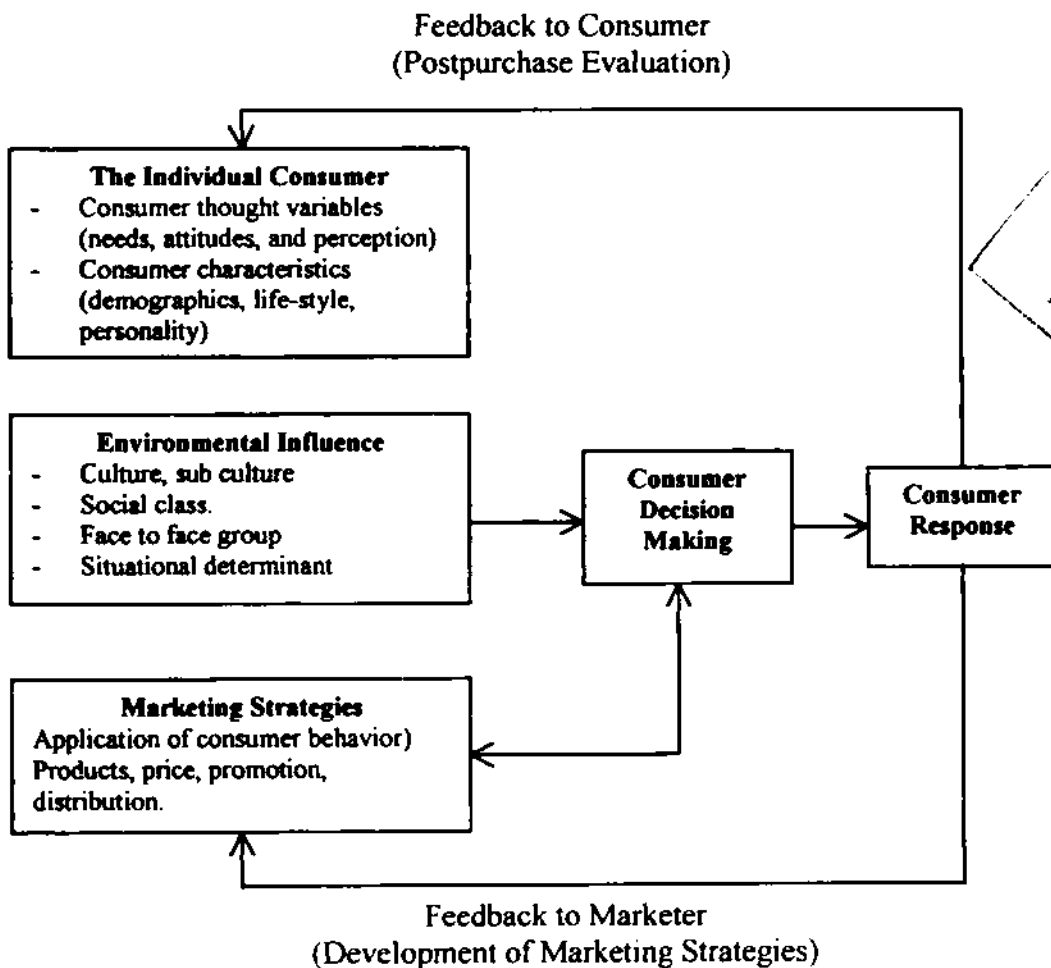 Feedback to Consumer
(Postpurchase Evaluation)
The Individual Consumer
- Consumer thought variables
(needs, attitudes, and perception)
- Consumer characteristics
(demographics, life-style,
personality)
Environmental Influence
- Culture, sub culture
- Social class.
- Face to face group
- Situational determinant
Consumer
Decision
Making
Consumer
Response
Marketing Strategies
Application of consumer behavior)
Products, price, promotion,
distribution.
Feedback to Marketer
(Development of Marketing Strategies)